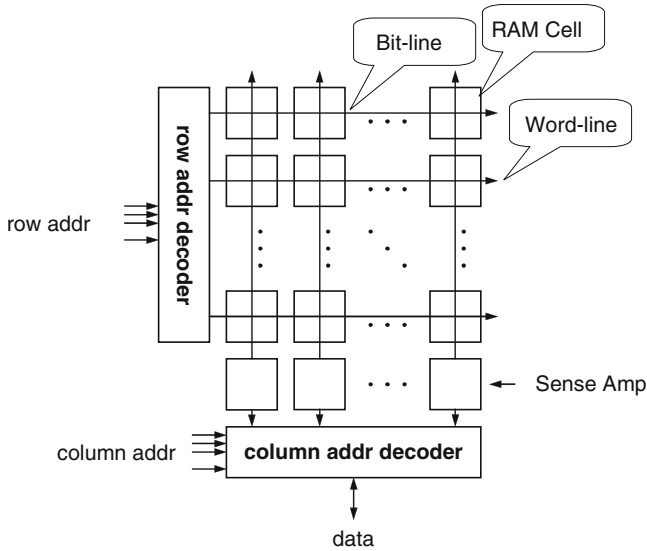 Bit-line
RAM Cell
Word-line
row addr decoder
row addr
Sense Amp
column addr
column addr decoder
data